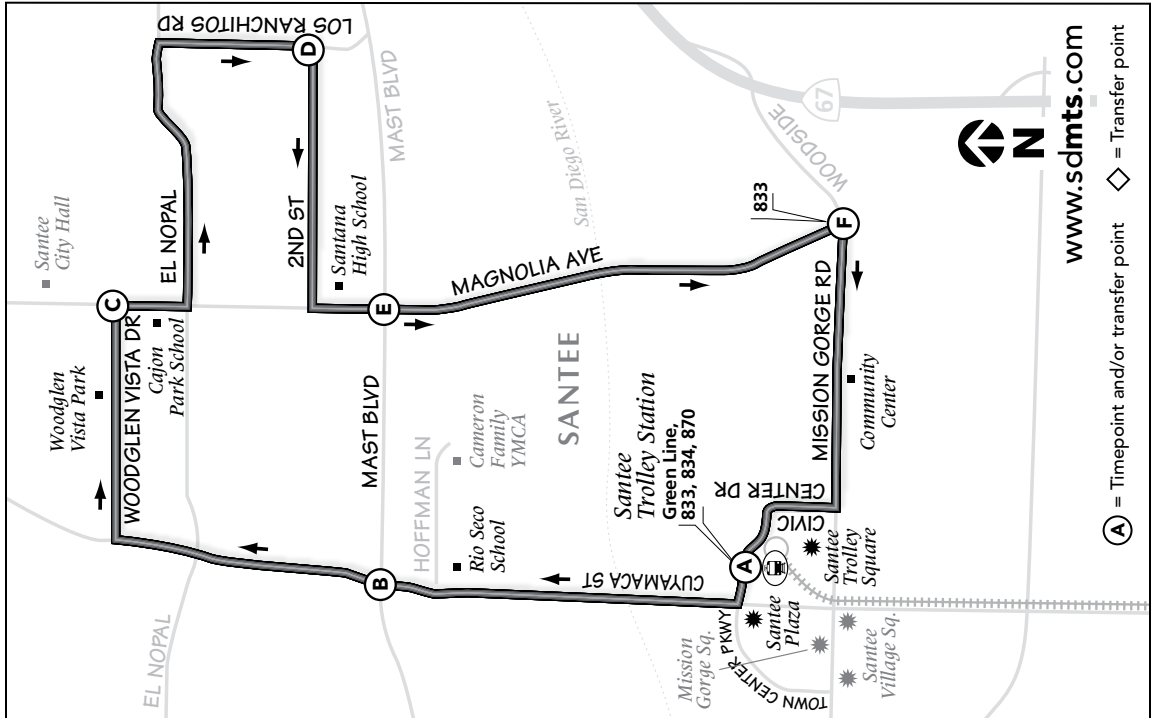 LOS RANCHITOS RD
D
MAST BLVD
Santee
City Hall
EL NOPAL
2ND ST
Santana
High School
C
E
MAGNOLIA AVE
San Diego River
67
WOODSIDE
833
F
N
www.sdmts.com
Woodglen
Vista Park
WOODGLEN VISTA DR
Cajon
Park School
MAST BLVD
HOFFMAN LN
Cameron
Family
YMCA
Rio Seco
School
SANTEE
Santee
Trolley Station
Green Line,
833, 834, 870
MISSION GORGE RD
Community
Center
CIVIC
CENTER DR
A
B
CUYAMACA ST
EL NOPAL
Santee
Trolley
Square
Santee
Plaza
TOWN CENTER PKWY
Mission
Gorge Sq.
Santee
Village Sq.
A = Timepoint and/or transfer point
= Transfer point